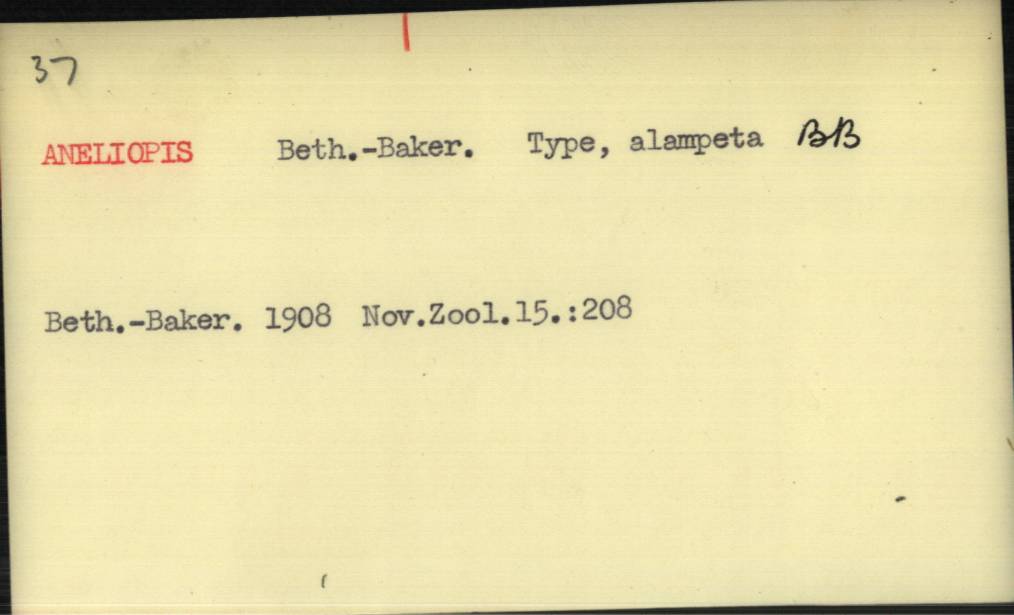 37
ANELIOPIS Beth.-Baker. Type, alampeta BB
Beth.-Baker. 1908 Nov.Zool.15.:208